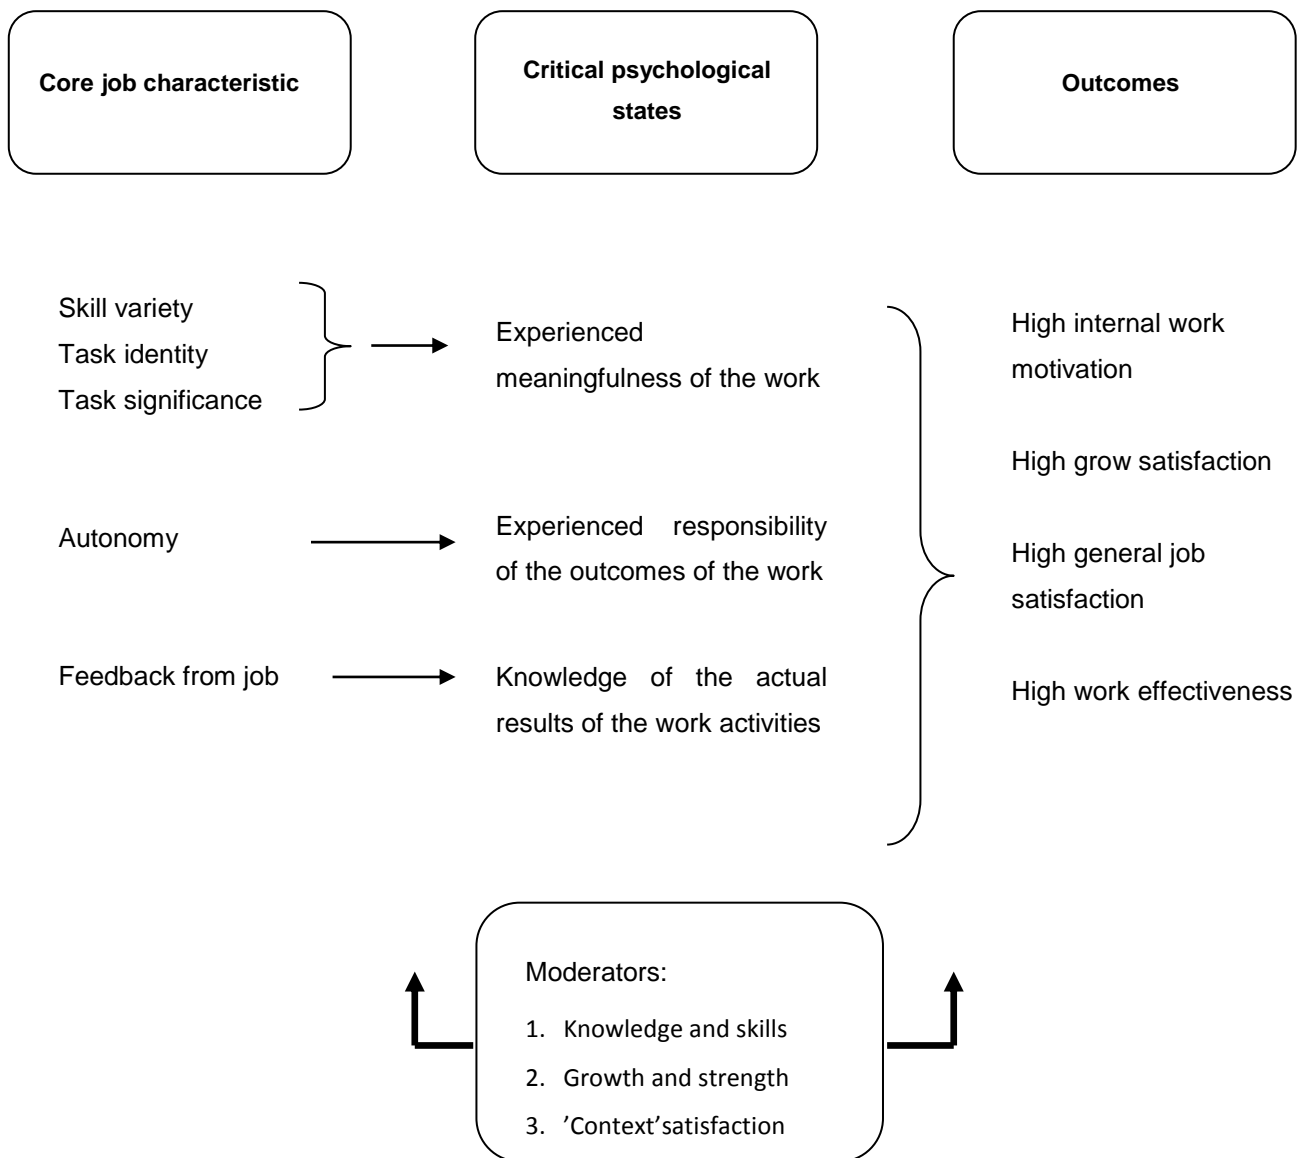 Core job characteristic
Critical psychological
states
Outcomes
Skill variety
Task identity
Task significance
Experienced
meaningfulness of the work
Autonomy
Experienced responsibility
of the outcomes of the work
Feedback from job
Knowledge of the actual
results of the work activities
High internal work
motivation
High grow satisfaction
High general job
satisfaction
High work effectiveness
Moderators:
1. Knowledge and skills
2. Growth and strength
3. ’Context’satisfaction